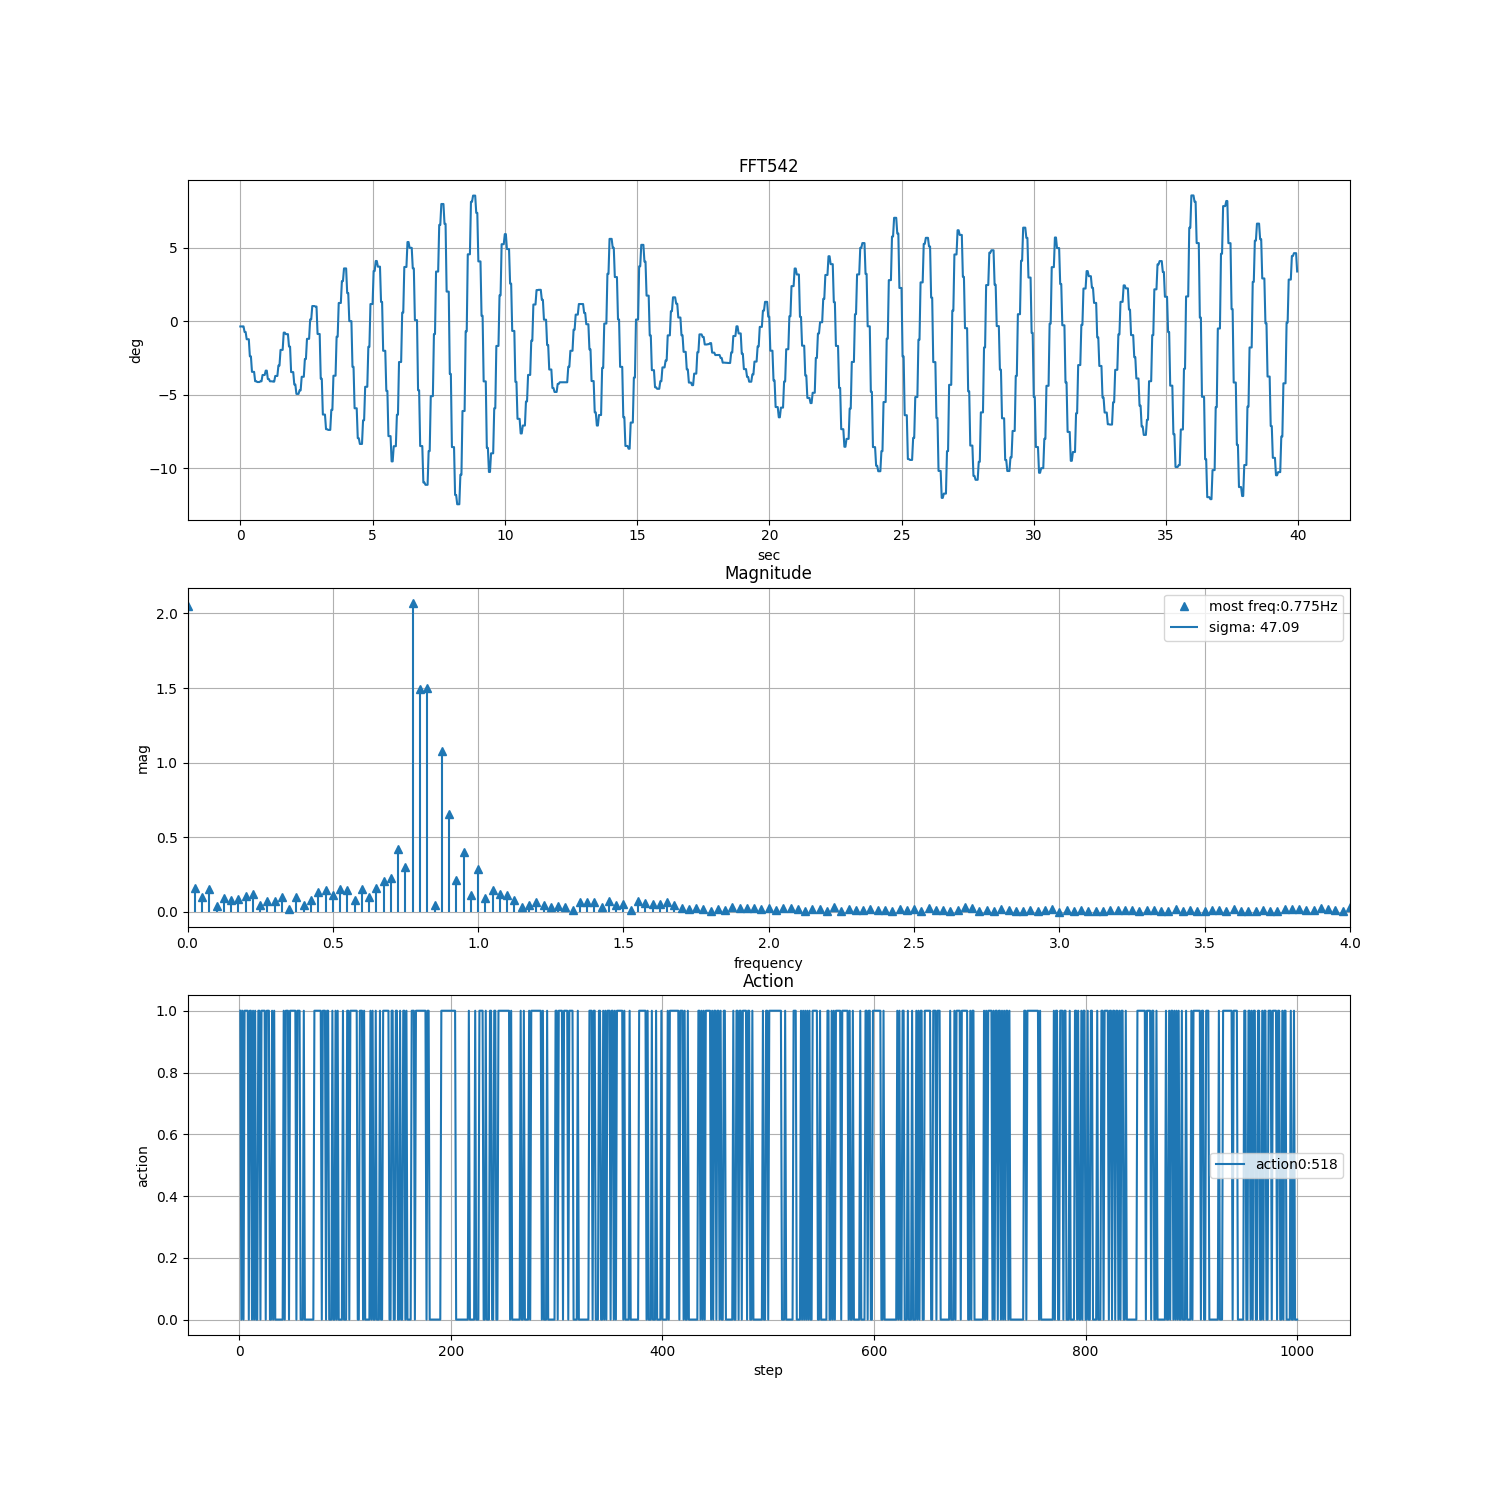 FFT542
deg
5
0
−5
−10
0 5 10 15 20 25 30 35 40
sec
Magnitude
mag
2.0
1.5
1.0
0.5
0.0
most freq:0.775Hz
sigma: 47.09
0.0 0.5 1.0 1.5 2.0 2.5 3.0 3.5 4.0
frequency
Action
action
1.0
0.8
0.6
0.4
0.2
0.0
action0:518
0 200 400 600 800 1000
step